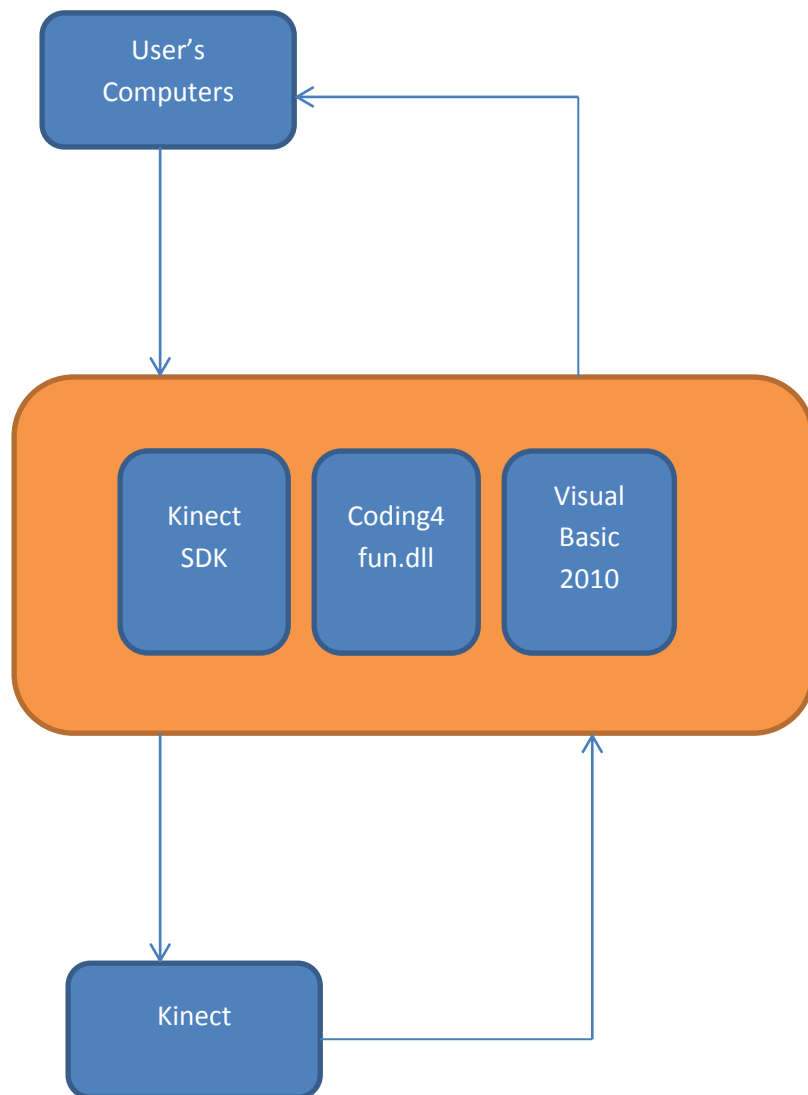 User’s
Computers
Kinect
SDK
Coding4
fun.dll
Visual
Basic
2010
Kinect